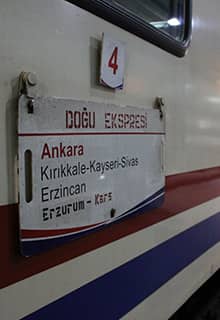 4
DOĞU EKSPRESİ
Ankara
Kırıkkale-Kayseri-Sivas
Erzincan
Erzurum - Kars